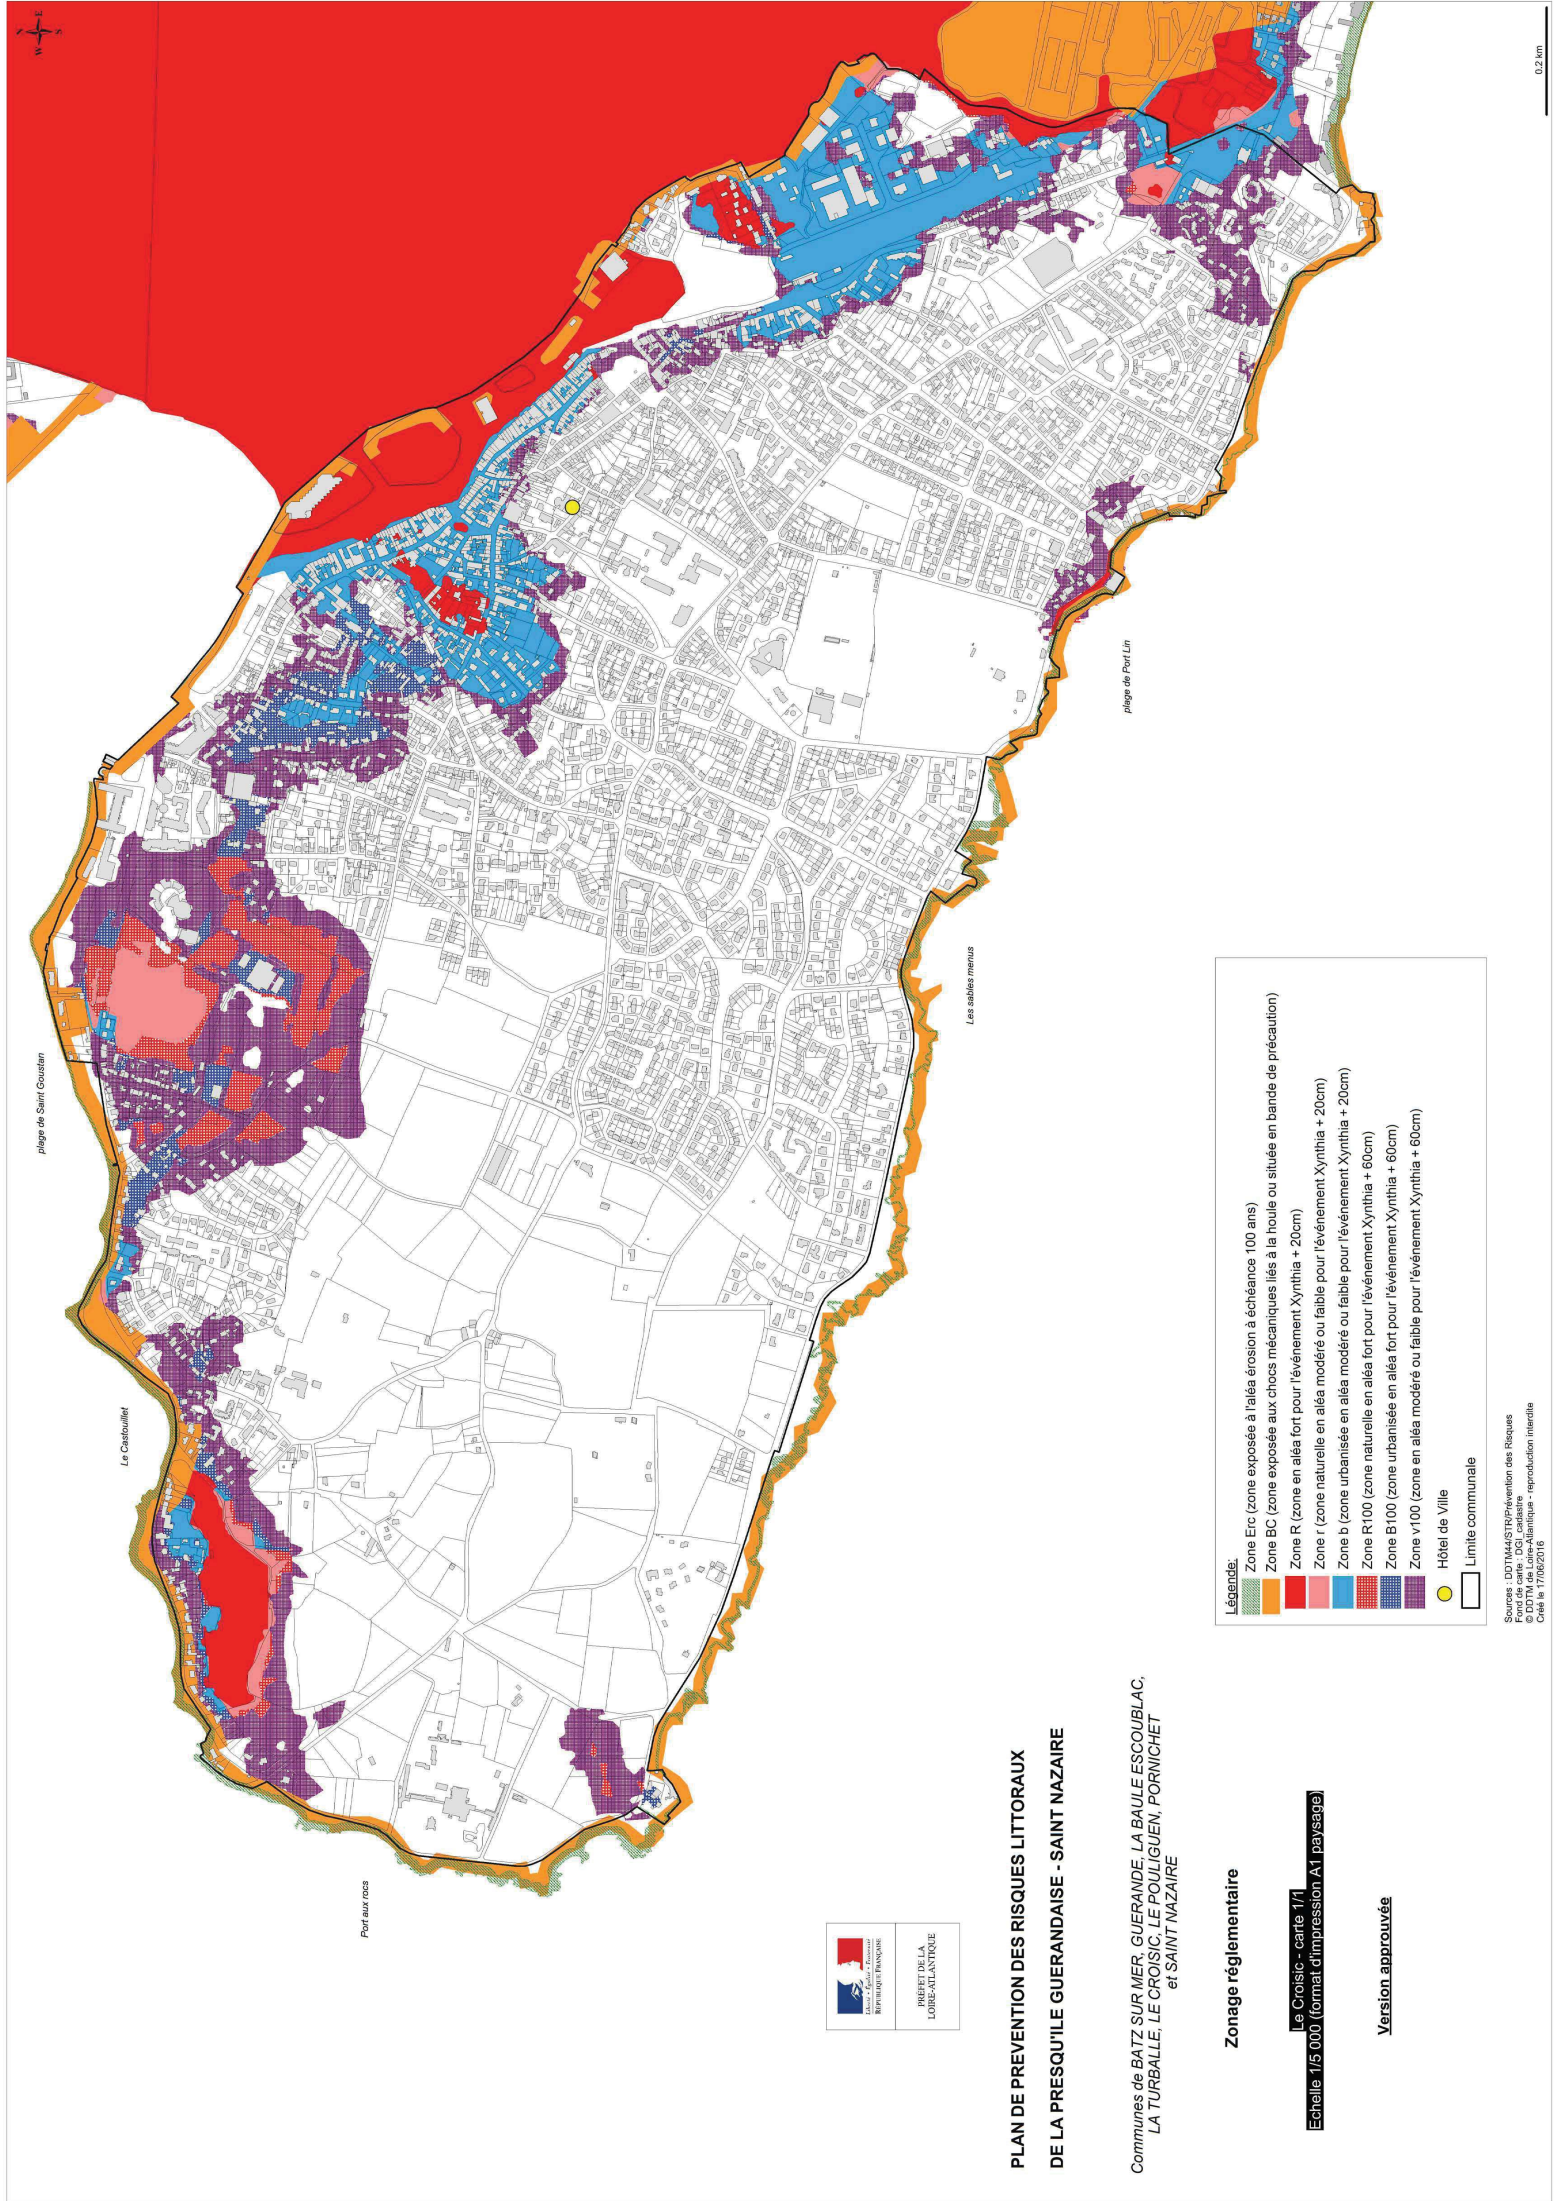 N
E
S
W
plage de Saint Goustan
Le Castouillet
Port aux rocs
plage de Port Lin
Les sables menus
0.2 km
Liberté • Égalité • Fraternité
RÉPUBLIQUE FRANÇAISE
PRÉFET DE LA
LOIRE-ATLANTIQUE
PLAN DE PREVENTION DES RISQUES LITTORAUX
DE LA PRESQU'ILE GUERANDAISE - SAINT NAZAIRE
Communes de BATZ SUR MER, GUERANDE, LA BAULE ESCOUBLAC,
LA TURBALLE, LE CROISIC, LE POULIGUEN, PORNICHET
et SAINT NAZAIRE
Zonage réglementaire
Le Croisic - carte 1/1
Echelle 1/5 000 (format d'impression A1 paysage)
Version approuvée
Légende:
Zone Erc (zone exposée à l'aléa érosion à échéance 100 ans)
Zone BC (zone exposée aux chocs mécaniques liés à la houle ou située en bande de précaution)
Zone R (zone en aléa fort pour l'événement Xynthia + 20cm)
Zone r (zone naturelle en aléa modéré ou faible pour l'événement Xynthia + 20cm)
Zone b (zone urbanisée en aléa modéré ou faible pour l'événement Xynthia + 20cm)
Zone R100 (zone naturelle en aléa fort pour l'événement Xynthia + 60cm)
Zone B100 (zone urbanisée en aléa fort pour l'événement Xynthia + 60cm)
Zone v100 (zone en aléa modéré ou faible pour l'événement Xynthia + 60cm)
Hôtel de Ville
Limite communale
Sources : DDTM44/STR/Prévention des Risques
Fond de carte : DGI_cadastre
© DDTM de Loire-Atlantique - reproduction interdite
Créé le 17/06/2016